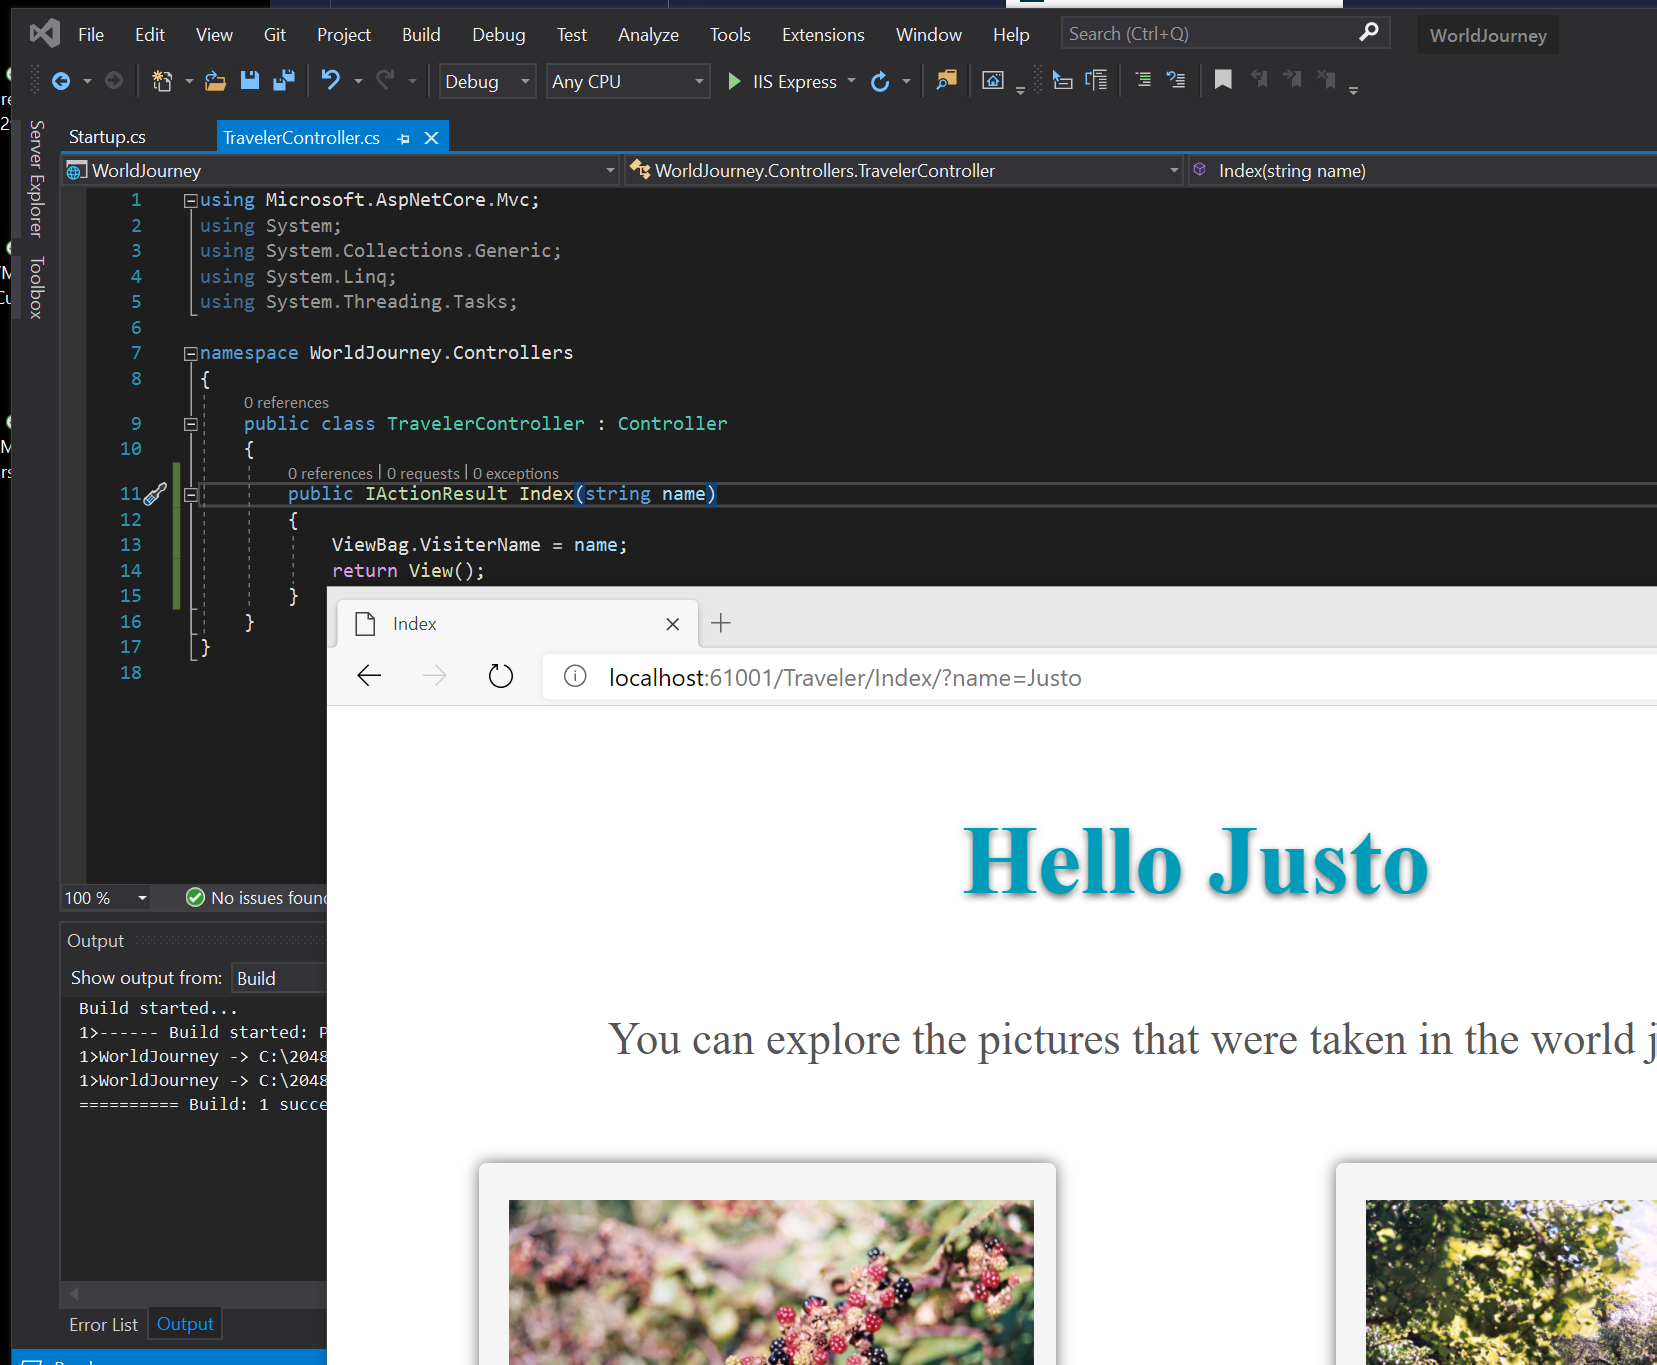 File Edit View Git Project Build Debug Test Analyze Tools Extensions Window Help Search (Ctrl+Q) WorldJourney
Debug Any CPU IIS Express
Server Explorer
Toolbox
Startup.cs TravelerController.cs
WorldJourney WorldJourney.Controllers.TravelerController Index(string name)
1 using Microsoft.AspNetCore.Mvc;
2 using System;
3 using System.Collections.Generic;
4 using System.Linq;
5 using System.Threading.Tasks;
6
7 namespace WorldJourney.Controllers
8 {
0 references
9 public class TravelerController : Controller
10 {
0 references | 0 requests | 0 exceptions
11 public IActionResult Index(string name)
12 {
13 ViewBag.VisiterName = name;
14 return View();
15 }
16 }
17 }
18
100 % No issues found
Output
Show output from: Build
Build started...
1>------ Build started: P
1>WorldJourney -> C:\2048
1>WorldJourney -> C:\2048
========== Build: 1 succe
Error List Output
Index
localhost:61001/Traveler/Index/?name=Justo
Hello Justo
You can explore the pictures that were taken in the world j